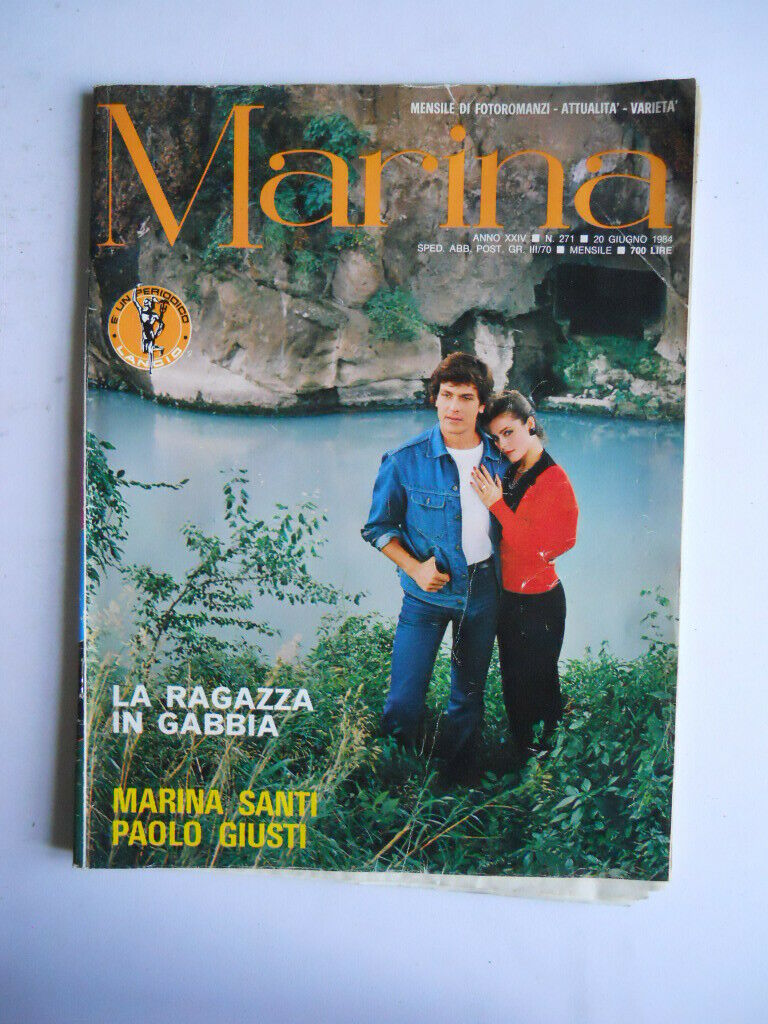 MENSILE DI FOTOROMANZI - ATTUALITA' - VARIETA'
Marina
ANNO XXIV ■ N. 271 ■ 20 GIUGNO 1984
SPED. ABB. POST. GR. III/70 ■ MENSILE ■ 700 LIRE
• E' UN PERIODICO •
LANCIO
LA RAGAZZA
IN GABBIA
MARINA SANTI
PAOLO GIUSTI